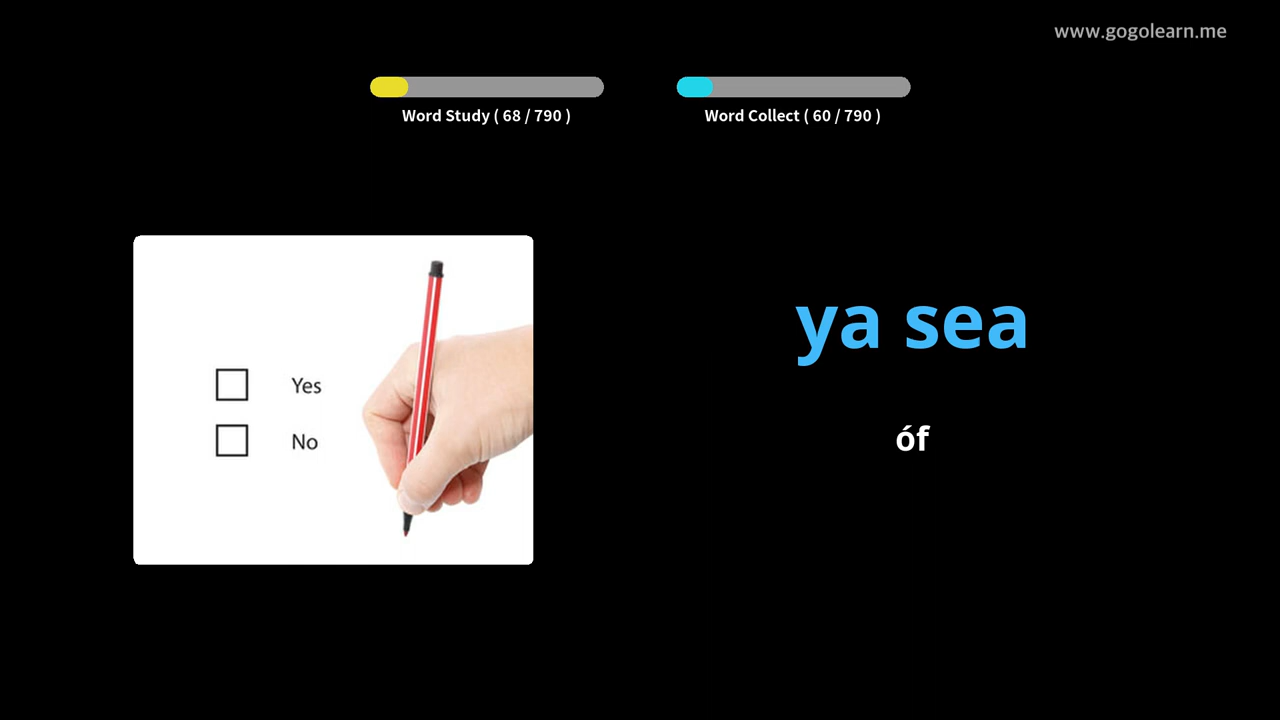 www.gogolearn.me
Word Study ( 68 / 790 )
Word Collect ( 60 / 790 )
Yes
No
ya sea
óf